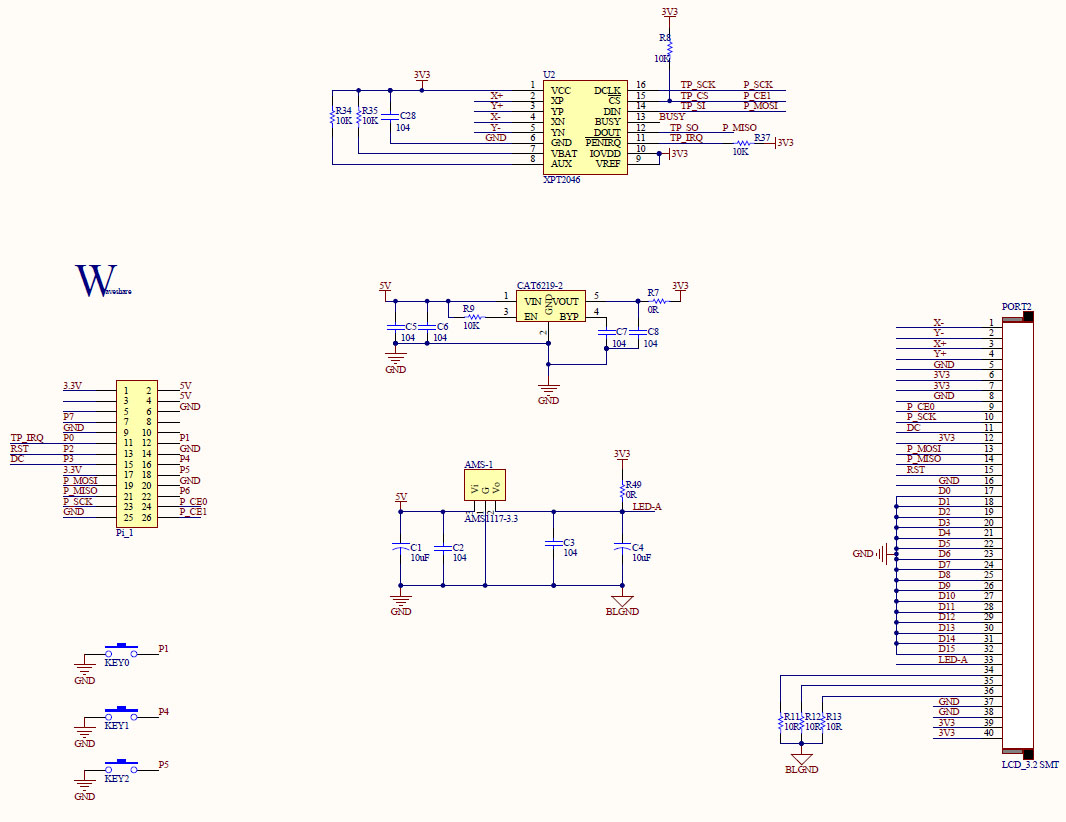 3V3
R8
10K
U2
3V3
1 VCC DCLK 16 TP_SCK P_SCK
X+ 2 XP CS 15 TP_CS P_CE1
Y+ 3 YP DIN 14 TP_SI P_MOSI
X- 4 XN BUSY 13 BUSY
Y- 5 YN DOUT 12 TP_SO P_MISO
GND 6 GND PENIRQ 11 TP_IRQ R37 3V3
7 VBAT IOVDD 10 3V3
8 AUX VREF 9
10K
R34 R35 C28
10K 10K 104
XPT2046
Waveshare
5V CAT6219-2 R7 3V3
1 VIN GND VOUT 5 0R
R9 3 EN BYP 4
10K 2
C5 C6 C7 C8
104 104 104 104
GND
GND
3.3V 1 2 5V
3 4 5V
5 6 GND
P7 7 8
GND 9 10
TP_IRQ P0 11 12 P1
RST P2 13 14 GND
DC P3 15 16 P4
3.3V 17 18 P5
P_MOSI 19 20 GND
P_MISO 21 22 P6
P_SCK 23 24 P_CE0
GND 25 26 P_CE1
Pi_1
AMS-1
Vi G Vo
3 1 2
AMS1117-3.3
5V
3V3
R49
0R
LED-A
C1
10uF
C2
104
C3
104
C4
10uF
GND
BLGND
P1
KEY0
GND
P4
KEY1
GND
P5
KEY2
GND
PORT2
X- 1
Y- 2
X+ 3
Y+ 4
GND 5
3V3 6
3V3 7
GND 8
P_CE0 9
P_SCK 10
DC 11
3V3 12
P_MOSI 13
P_MISO 14
RST 15
GND 16
D0 17
D1 18
D2 19
D3 20
D4 21
D5 22
D6 23
D7 24
D8 25
D9 26
D10 27
D11 28
D12 29
D13 30
D14 31
D15 32
LED-A 33
34
35
36
GND 37
GND 38
3V3 39
3V3 40
GND
R11 R12 R13
10R 10R 10R
BLGND
LCD_3.2 SMT